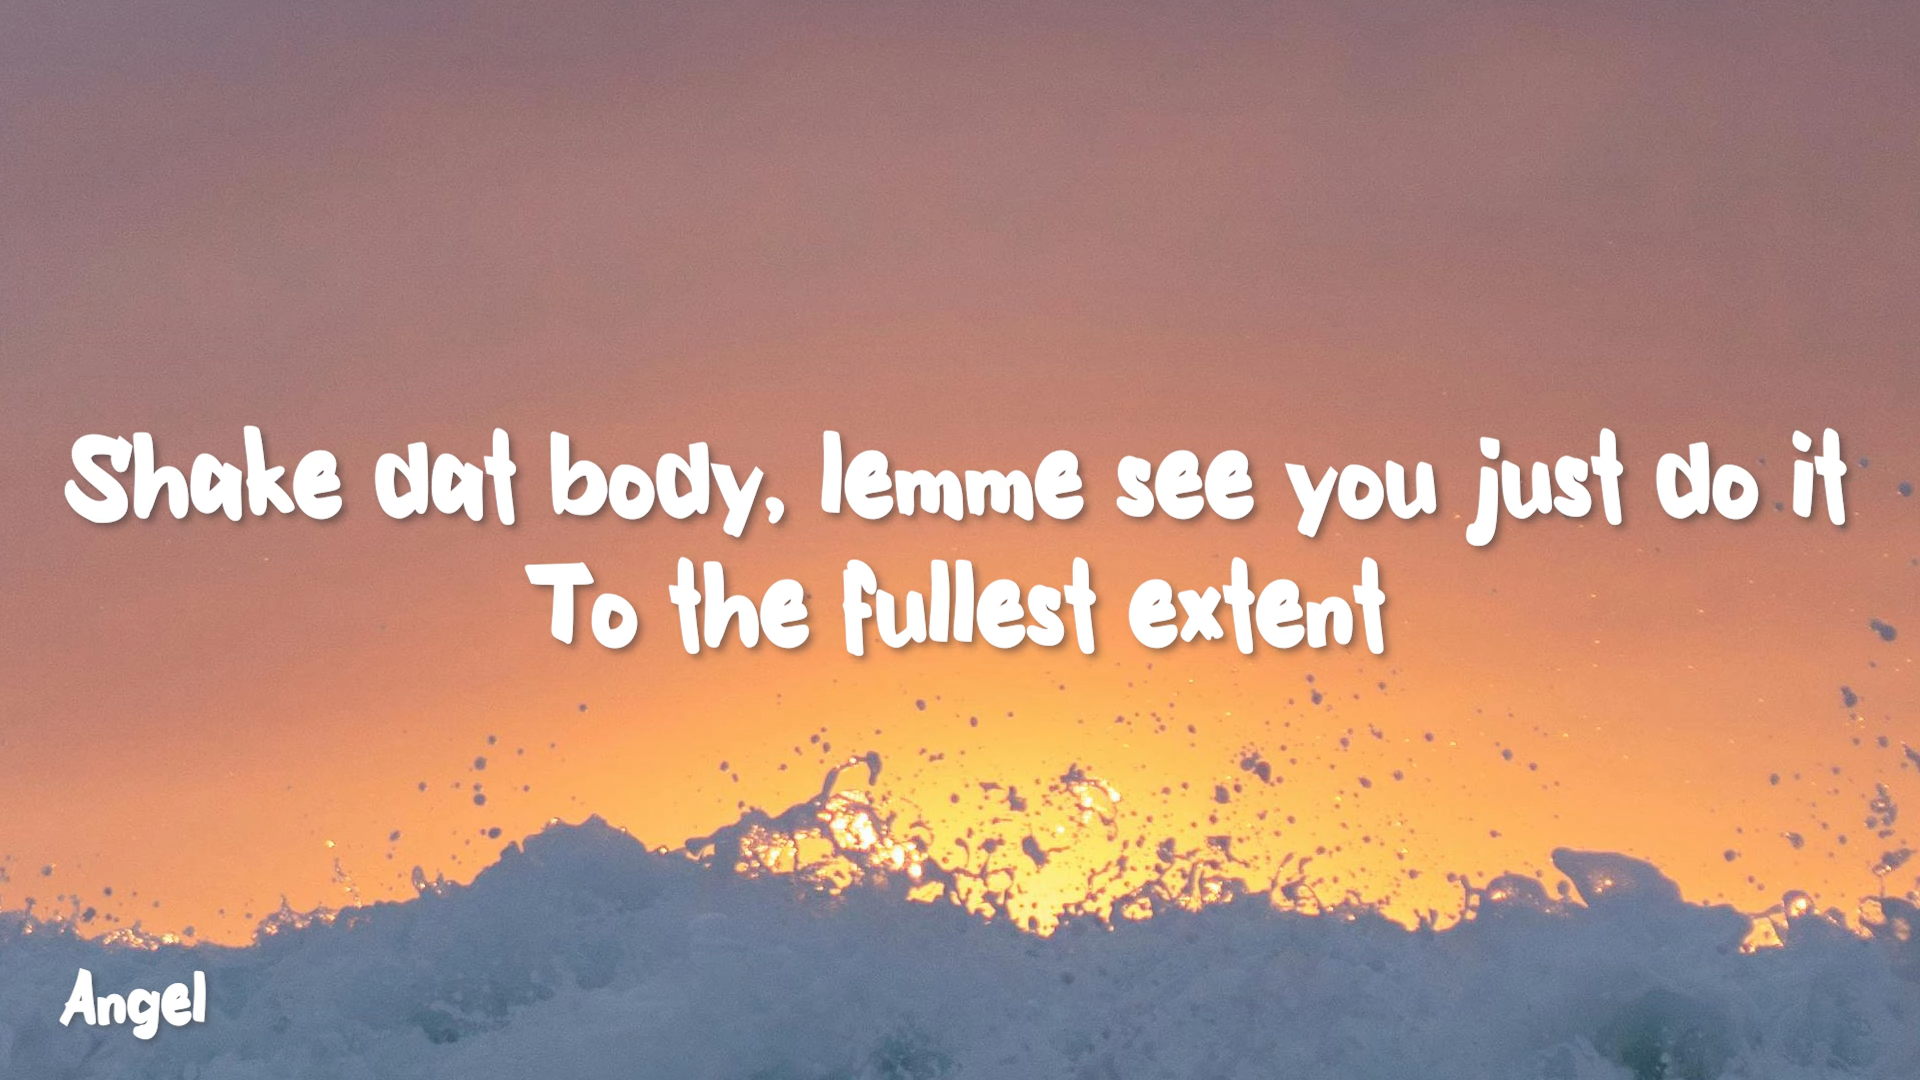 Shake dat body, lemme see you just do it
To the fullest extent
Angel